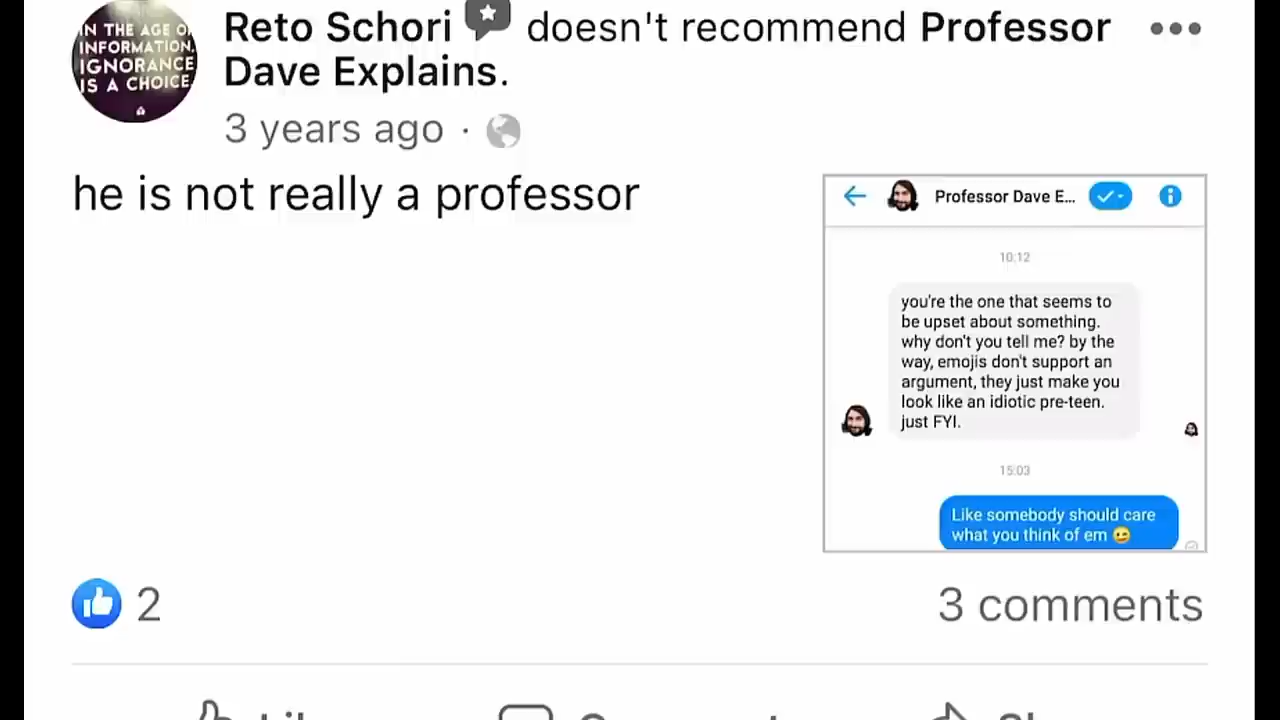 IN THE AGE OF
INFORMATION,
IGNORANCE
IS A CHOICE.
Reto Schori doesn't recommend Professor
Dave Explains.
3 years ago ·
he is not really a professor
Professor Dave E...
10:12
you're the one that seems to
be upset about something.
why don't you tell me? by the
way, emojis don't support an
argument, they just make you
look like an idiotic pre-teen.
just FYI.
15:03
Like somebody should care
what you think of em 😉
2
3 comments